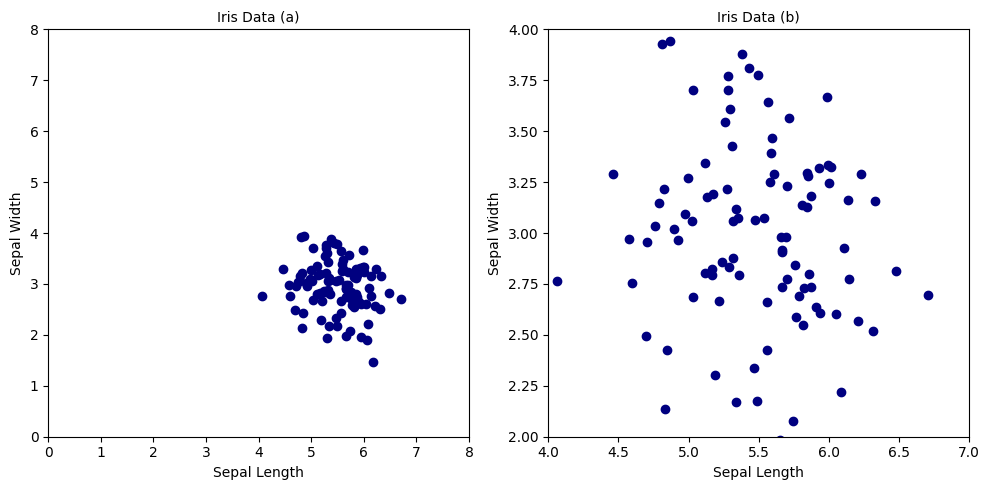 Iris Data (a)
8
7
6
5
4
3
2
1
0
Sepal Width
0 1 2 3 4 5 6 7 8
Sepal Length
Iris Data (b)
4.00
3.75
3.50
3.25
3.00
2.75
2.50
2.25
2.00
Sepal Width
4.0 4.5 5.0 5.5 6.0 6.5 7.0
Sepal Length